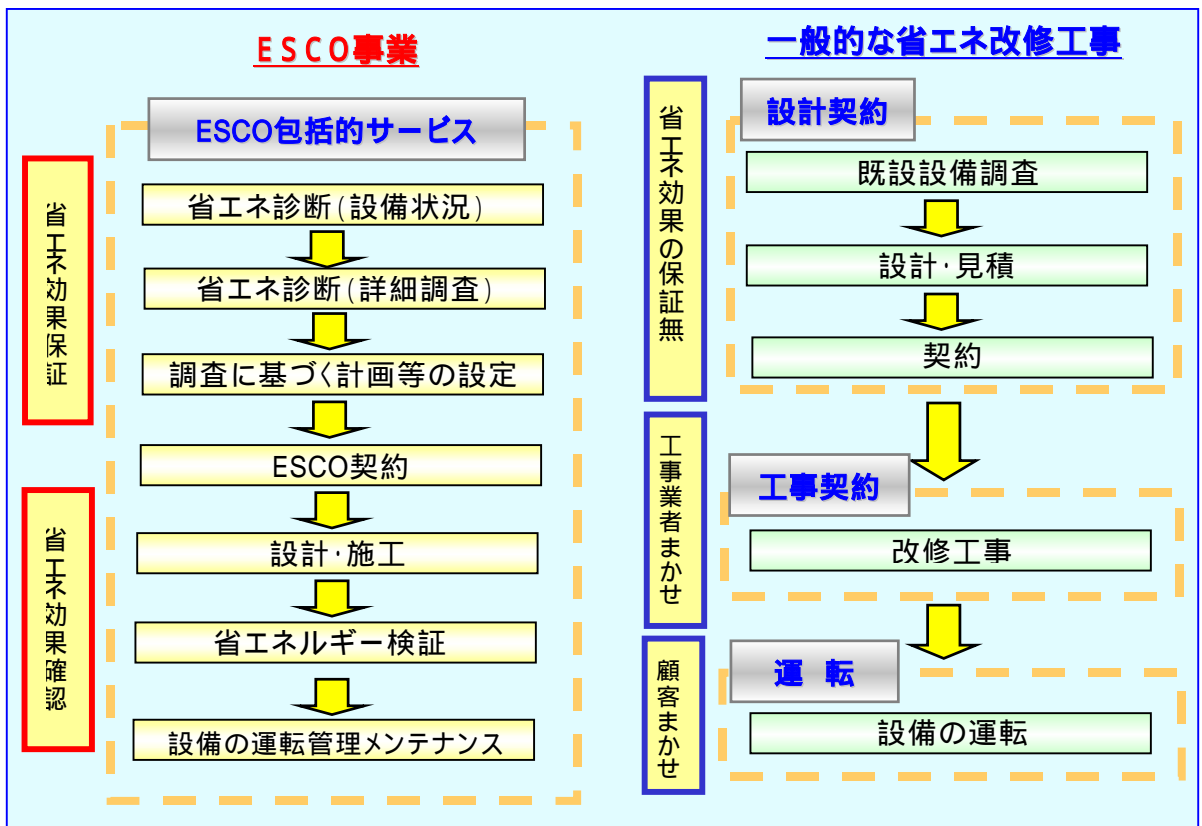 ESCO事業
ESCO包括的サービス
省エネ効果保証
省エネ診断(設備状況)
省エネ診断(詳細調査)
調査に基づく計画等の設定
ESCO契約
省エネ効果確認
設計・施工
省エネルギー検証
設備の運転管理メンテナンス
一般的な省エネ改修工事
省エネ効果の保証無
設計契約
既設設備調査
設計・見積
契約
工事業者まかせ
工事契約
改修工事
顧客まかせ
運 転
設備の運転